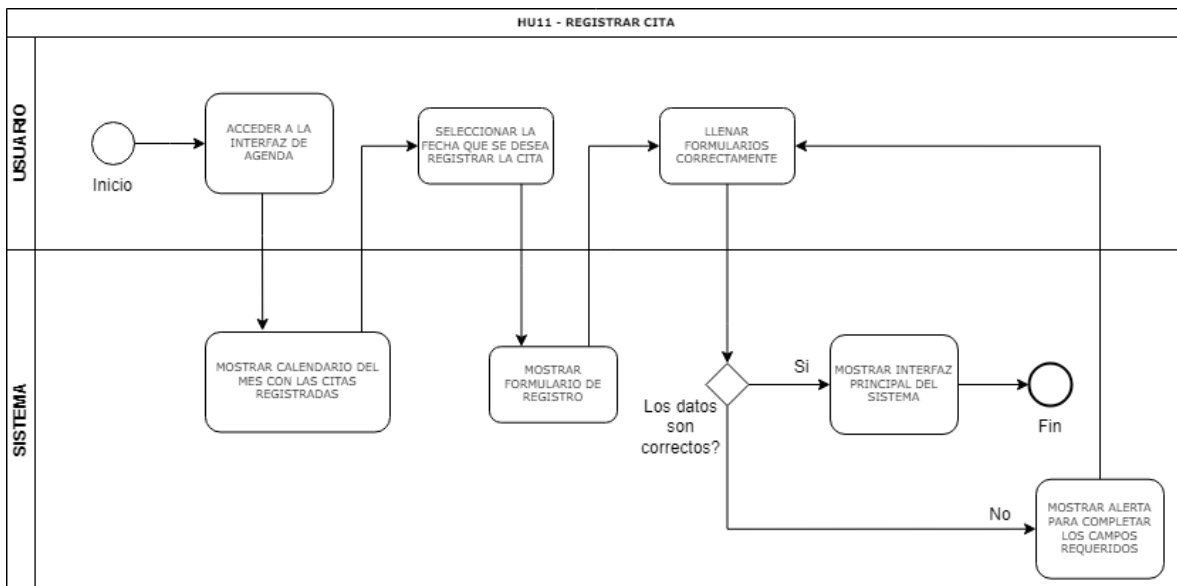 HU11 - REGISTRAR CITA
USUARIO
Inicio
ACCEDER A LA
INTERFAZ DE
AGENDA
SELECCIONAR LA
FECHA QUE SE DESEA
REGISTRAR LA CITA
LLENAR
FORMULARIOS
CORRECTAMENTE
SISTEMA
MOSTRAR CALENDARIO DEL
MES CON LAS CITAS
REGISTRADAS
MOSTRAR
FORMULARIO DE
REGISTRO
Los datos
son
correctos?
Si
MOSTRAR INTERFAZ
PRINCIPAL DEL
SISTEMA
Fin
No
MOSTRAR ALERTA
PARA COMPLETAR
LOS CAMPOS
REQUERIDOS